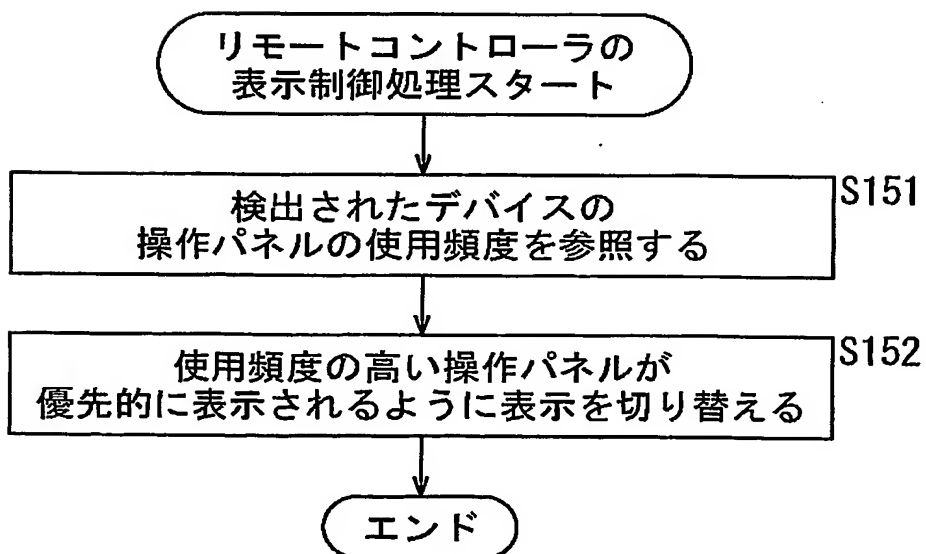 リモートコントローラの
表示制御処理スタート
検出されたデバイスの
操作パネルの使用頻度を参照する
S151
使用頻度の高い操作パネルが
優先的に表示されるように表示を切り替える
S152
エンド